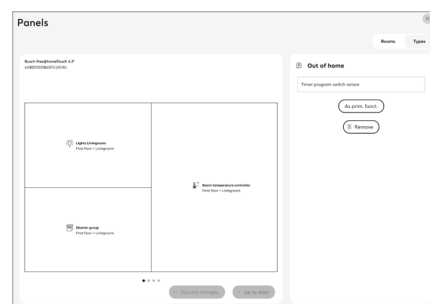 Panels
Rooms Types
Busch-free@homeTouch 4.3"
Out of home
Timer program switch sensor
As prim. funct.
Remove
Lights Livingroom
First floor > Livingroom
Room temperature controller
First floor > Livingroom
Shutter group
First floor > Livingroom
Discard changes Up to date